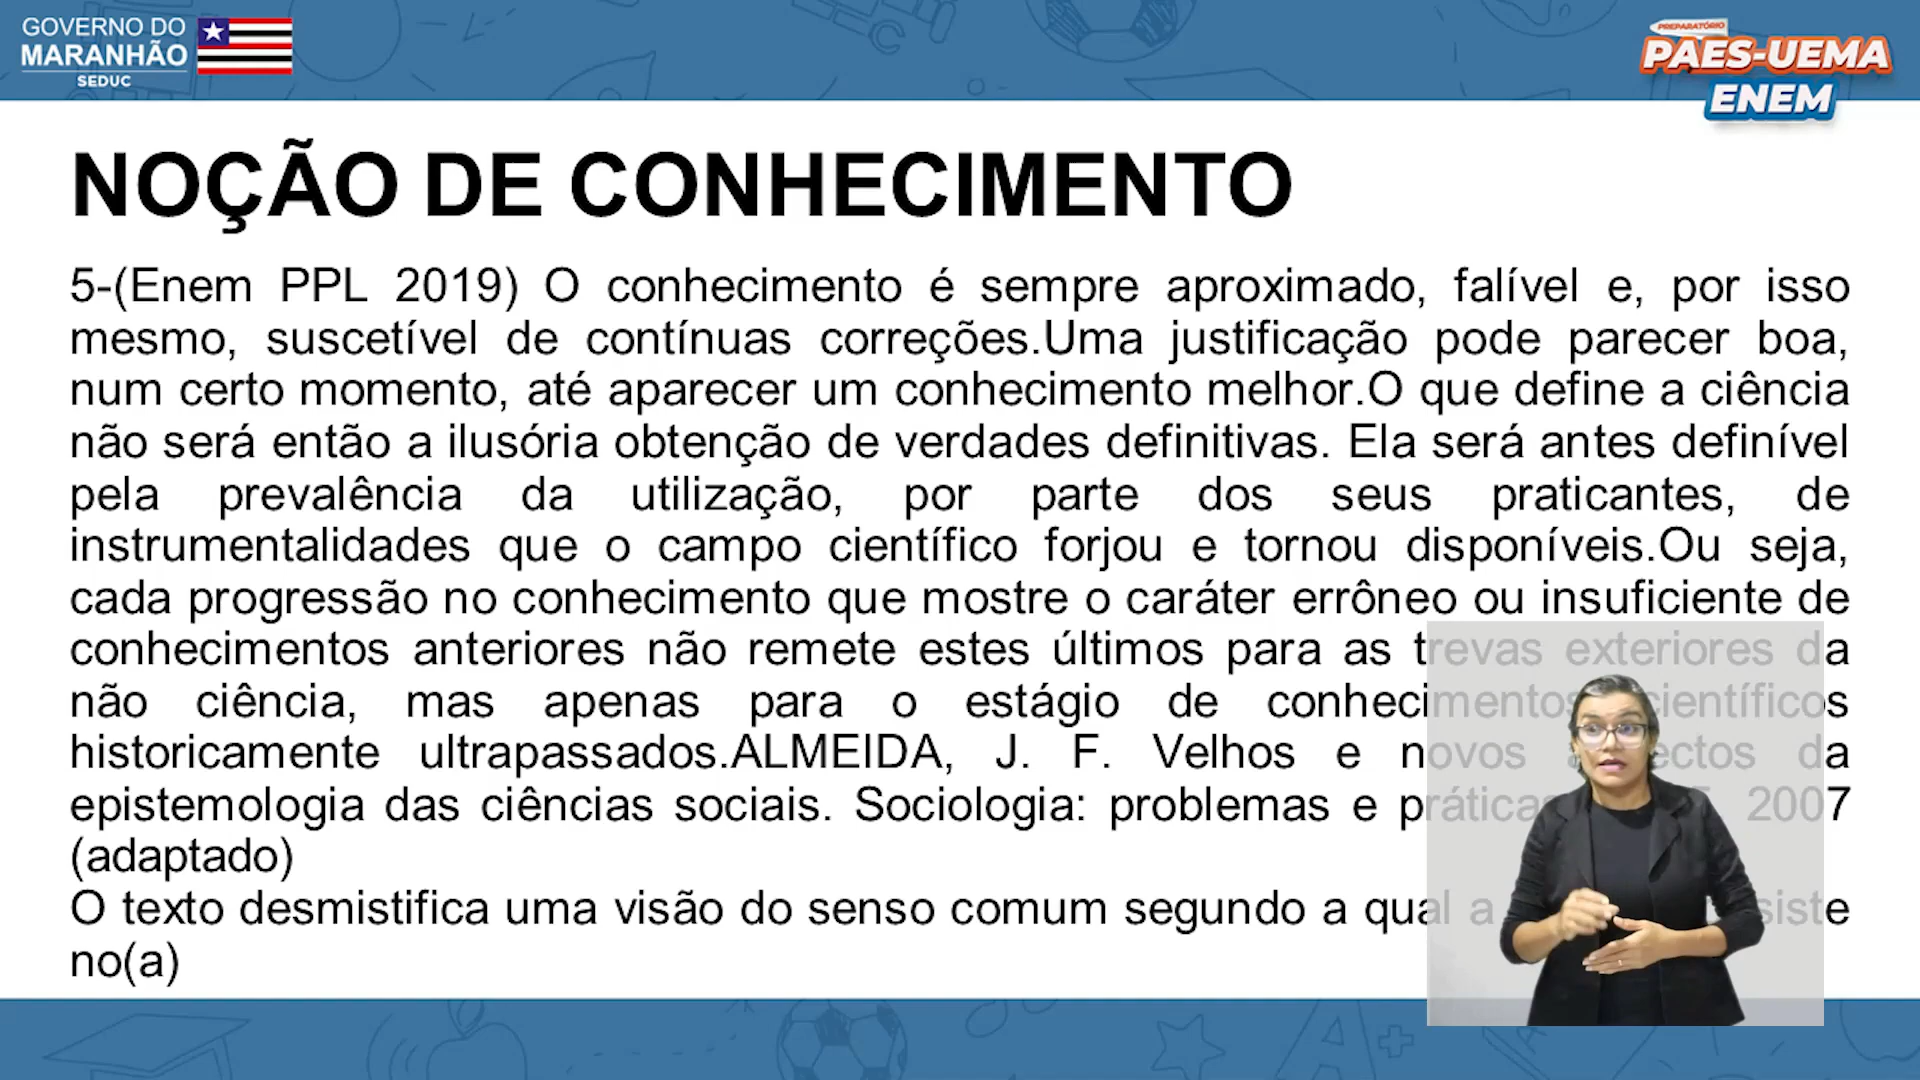 GOVERNO DO
MARANHÃO
SEDUC
PREPARATÓRIO
PAES-UEMA
ENEM
NOÇÃO DE CONHECIMENTO
5-(Enem PPL 2019) O conhecimento é sempre aproximado, falível e, por isso
mesmo, suscetível de contínuas correções.Uma justificação pode parecer boa,
num certo momento, até aparecer um conhecimento melhor.O que define a ciência
não será então a ilusória obtenção de verdades definitivas. Ela será antes definível
pela prevalência da utilização, por parte dos seus praticantes, de
instrumentalidades que o campo científico forjou e tornou disponíveis.Ou seja,
cada progressão no conhecimento que mostre o caráter errôneo ou insuficiente de
conhecimentos anteriores não remete estes últimos para as trevas exteriores da
não ciência, mas apenas para o estágio de conhecimentos científicos
historicamente ultrapassados.ALMEIDA, J. F. Velhos e novos da
epistemologia das ciências sociais. Sociologia: problemas e práticas 2007
(adaptado)
O texto desmistifica uma visão do senso comum segundo a qual a
no(a)